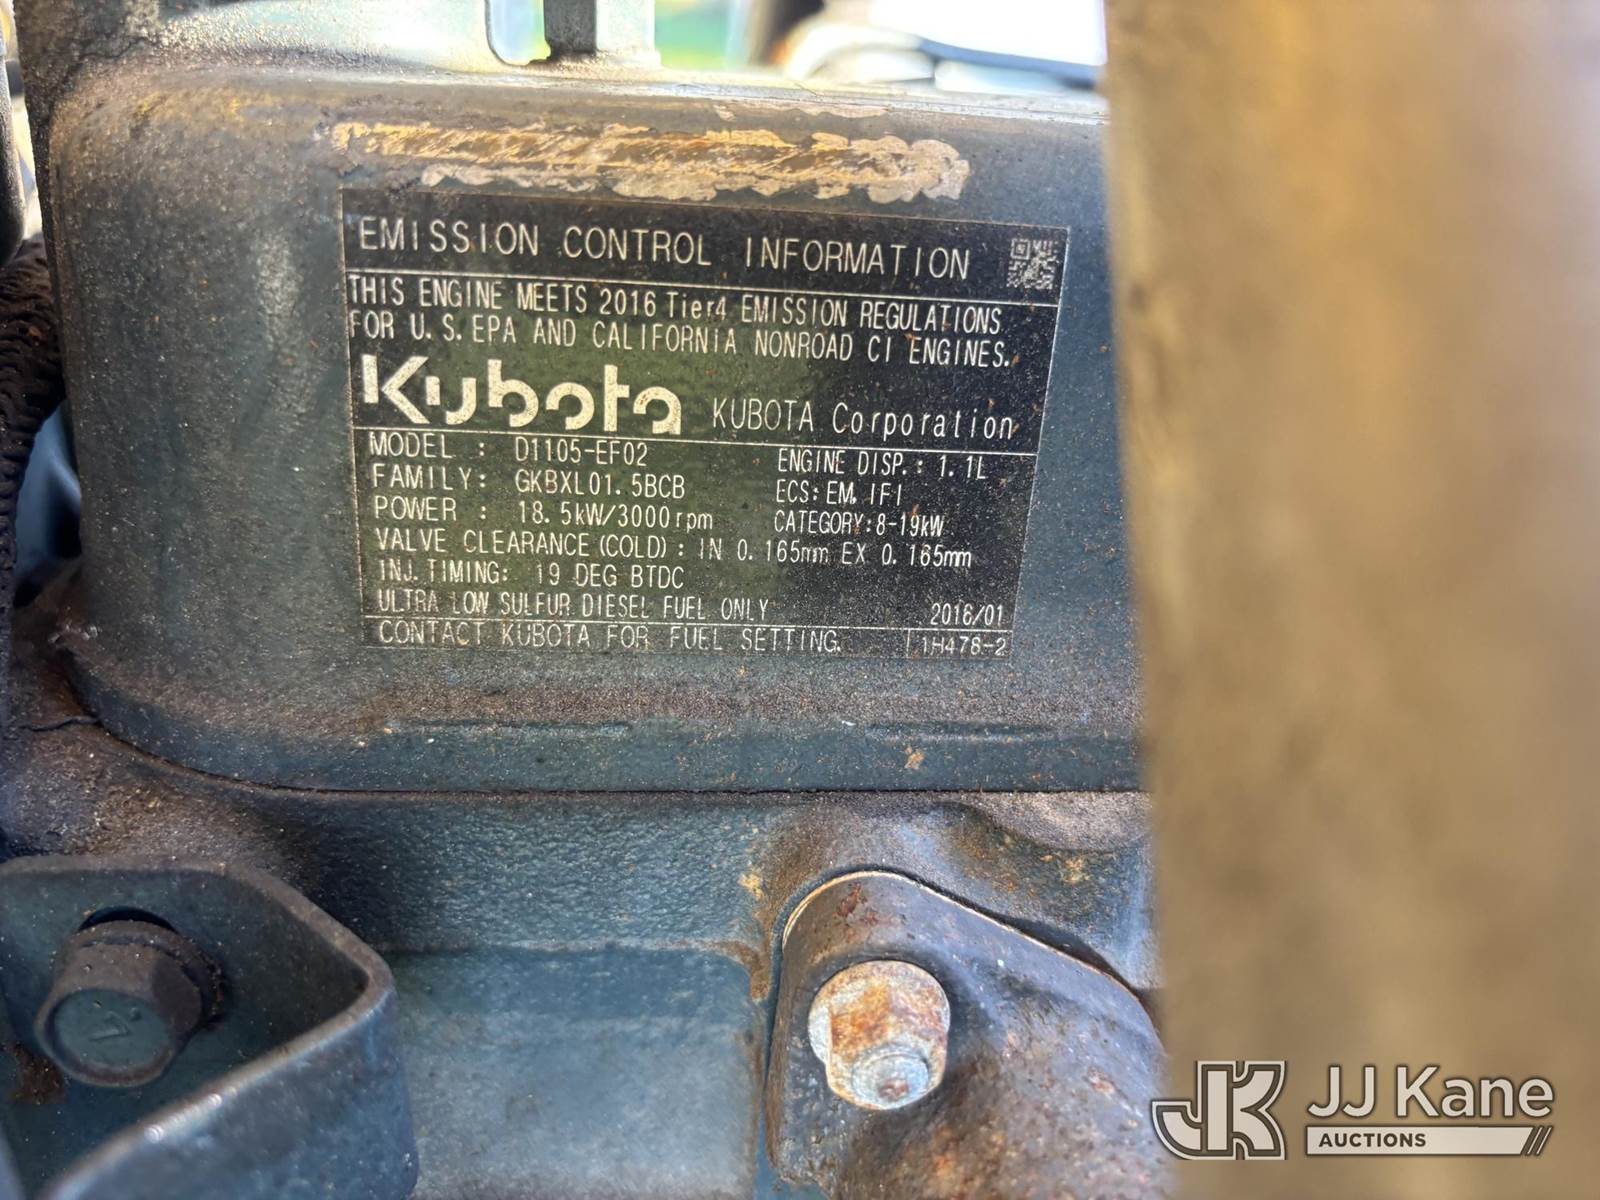 EMISSION CONTROL INFORMATION
THIS ENGINE MEETS 2016 Tier4 EMISSION REGULATIONS
FOR U.S.EPA AND CALIFORNIA NONROAD CI ENGINES.
Kubota KUBOTA Corporation
MODEL : D1105-EF02 ENGINE DISP.: 1.1L
FAMILY: GKBXL01.5BCB ECS:EM,IFI
POWER : 18.5kW/3000rpm CATEGORY:8-19kW
VALVE CLEARANCE(COLD): IN 0.165mm EX 0.165mm
INJ.TIMING: 19 DEG BTDC
ULTRA LOW SULFUR DIESEL FUEL ONLY 2016/01
CONTACT KUBOTA FOR FUEL SETTING. 1H478-2
7
JK JJ Kane
AUCTIONS